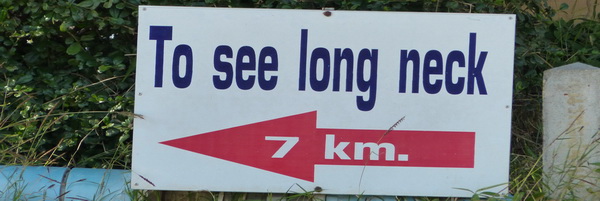 To see long neck
7 km.